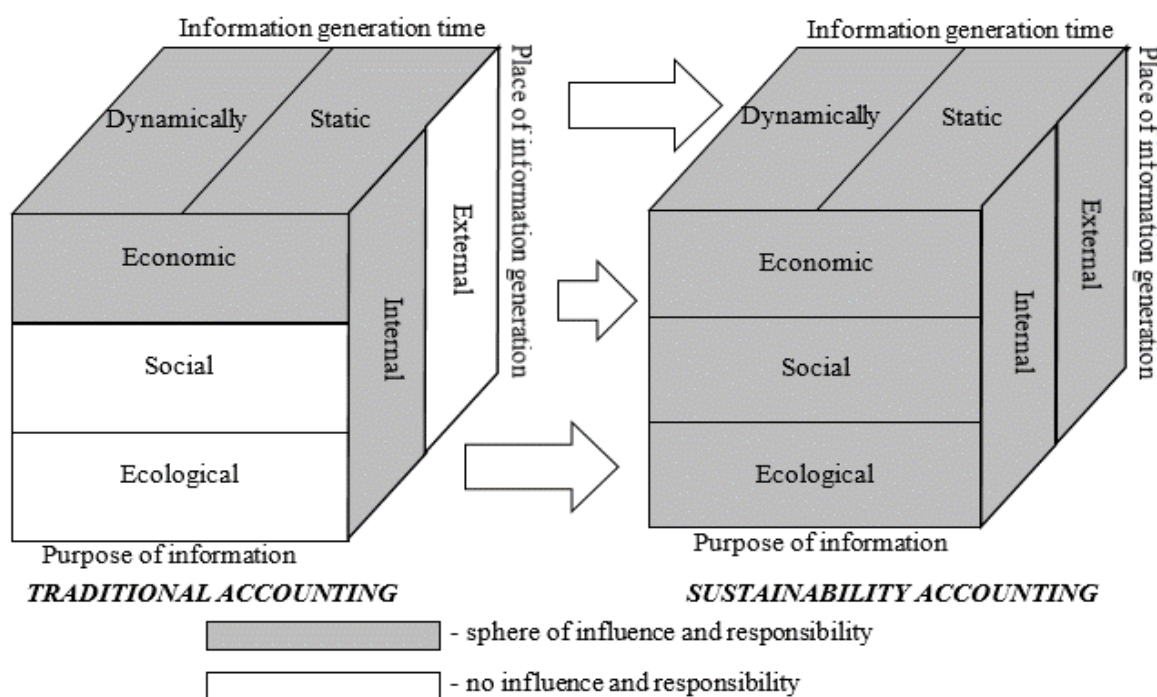 Information generation time
Dynamically
Static
Place of information generation
Economic
Social
Ecological
Internal
External
Purpose of information
TRADITIONAL ACCOUNTING
Information generation time
Dynamically
Static
Place of information generation
Economic
Social
Ecological
Internal
External
Purpose of information
SUSTAINABILITY ACCOUNTING
- sphere of influence and responsibility
- no influence and responsibility